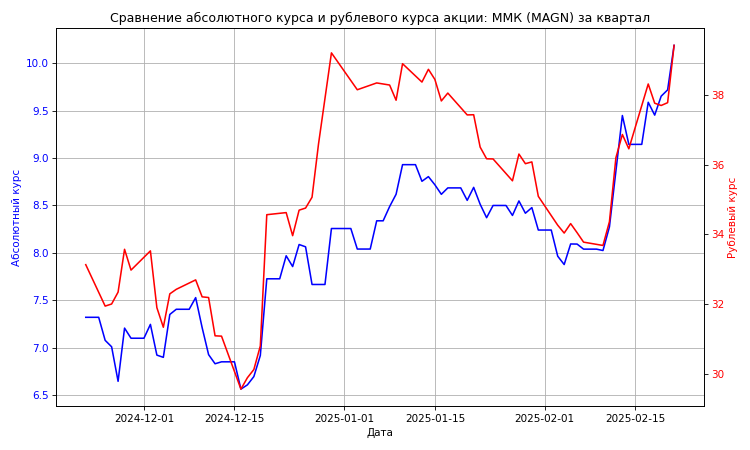 Сравнение абсолютного курса и рублевого курса акции: ММК (MAGN) за квартал
Абсолютный курс
10.0
9.5
9.0
8.5
8.0
7.5
7.0
6.5
38
36
34
32
30
Рублевый курс
2024-12-01 2024-12-15 2025-01-01 2025-01-15 2025-02-01 2025-02-15
Дата